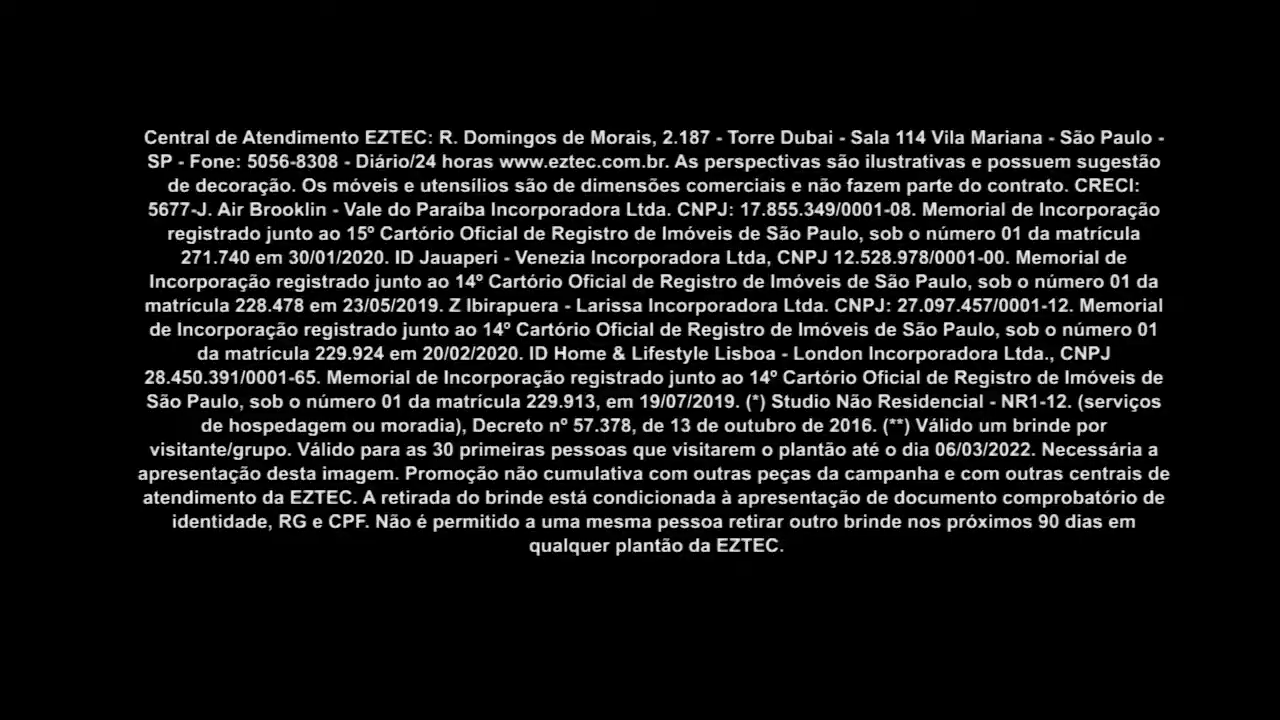 Central de Atendimento EZTEC: R. Domingos de Morais, 2.187 - Torre Dubai - Sala 114 Vila Mariana - São Paulo -
SP - Fone: 5056-8308 - Diário/24 horas www.eztec.com.br. As perspectivas são ilustrativas e possuem sugestão
de decoração. Os móveis e utensílios são de dimensões comerciais e não fazem parte do contrato. CRECI:
5677-J. Air Brooklin - Vale do Paraíba Incorporadora Ltda. CNPJ: 17.855.349/0001-08. Memorial de Incorporação
registrado junto ao 15º Cartório Oficial de Registro de Imóveis de São Paulo, sob o número 01 da matrícula
271.740 em 30/01/2020. ID Jauaperi - Venezia Incorporadora Ltda, CNPJ 12.528.978/0001-00. Memorial de
Incorporação registrado junto ao 14º Cartório Oficial de Registro de Imóveis de São Paulo, sob o número 01 da
matrícula 228.478 em 23/05/2019. Z Ibirapuera - Larissa Incorporadora Ltda. CNPJ: 27.097.457/0001-12. Memorial
de Incorporação registrado junto ao 14º Cartório Oficial de Registro de Imóveis de São Paulo, sob o número 01
da matrícula 229.924 em 20/02/2020. ID Home & Lifestyle Lisboa - London Incorporadora Ltda., CNPJ
28.450.391/0001-65. Memorial de Incorporação registrado junto ao 14º Cartório Oficial de Registro de Imóveis de
São Paulo, sob o número 01 da matrícula 229.913, em 19/07/2019. (*) Studio Não Residencial - NR1-12. (serviços
de hospedagem ou moradia), Decreto nº 57.378, de 13 de outubro de 2016. (**) Válido um brinde por
visitante/grupo. Válido para as 30 primeiras pessoas que visitarem o plantão até o dia 06/03/2022. Necessária a
apresentação desta imagem. Promoção não cumulativa com outras peças da campanha e com outras centrais de
atendimento da EZTEC. A retirada do brinde está condicionada à apresentação de documento comprobatório de
identidade, RG e CPF. Não é permitido a uma mesma pessoa retirar outro brinde nos próximos 90 dias em
qualquer plantão da EZTEC.